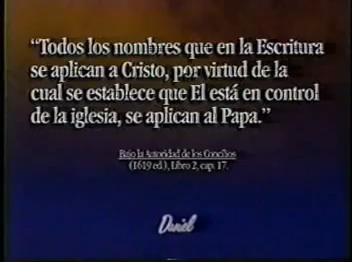 “Todos los nombres que en la Escritura
se aplican a Cristo, por virtud de la
cual se establece que El está en control
de la iglesia, se aplican al Papa.”
Bajo la Autoridad de los Concilios
(1619 ed.), Libro 2, cap. 17.
Daniel